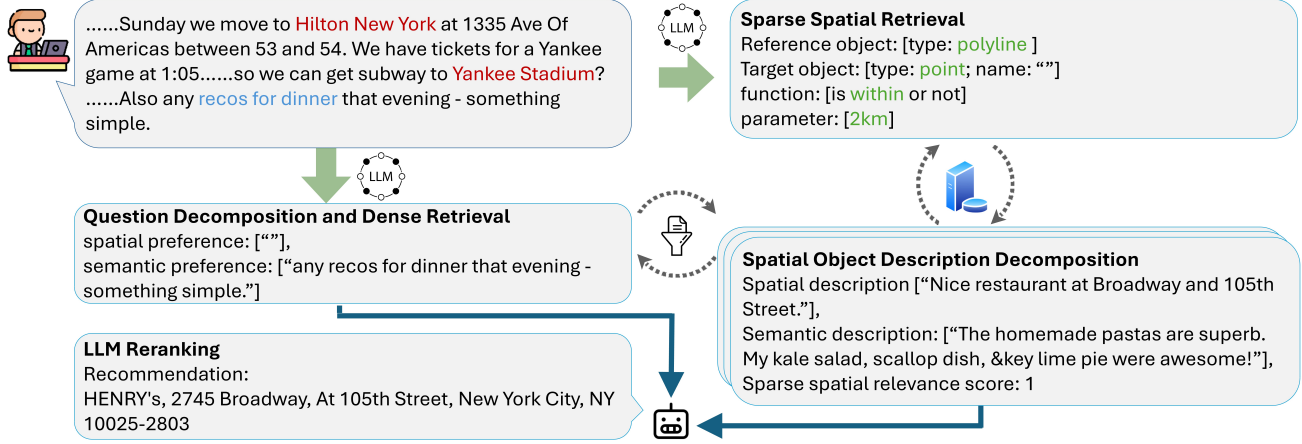 ......Sunday we move to Hilton New York at 1335 Ave Of
Americas between 53 and 54. We have tickets for a Yankee
game at 1:05......so we can get subway to Yankee Stadium?
......Also any recos for dinner that evening - something
simple.
LLM
Sparse Spatial Retrieval
Reference object: [type: polyline ]
Target object: [type: point; name: “”]
function: [is within or not]
parameter: [2km]
LLM
Question Decomposition and Dense Retrieval
spatial preference: [“”],
semantic preference: [“any recos for dinner that evening -
something simple.”]
Spatial Object Description Decomposition
Spatial description [“Nice restaurant at Broadway and 105th
Street.”],
Semantic description: [“The homemade pastas are superb.
My kale salad, scallop dish, &key lime pie were awesome!”],
Sparse spatial relevance score: 1
LLM Reranking
Recommendation:
HENRY's, 2745 Broadway, At 105th Street, New York City, NY
10025-2803